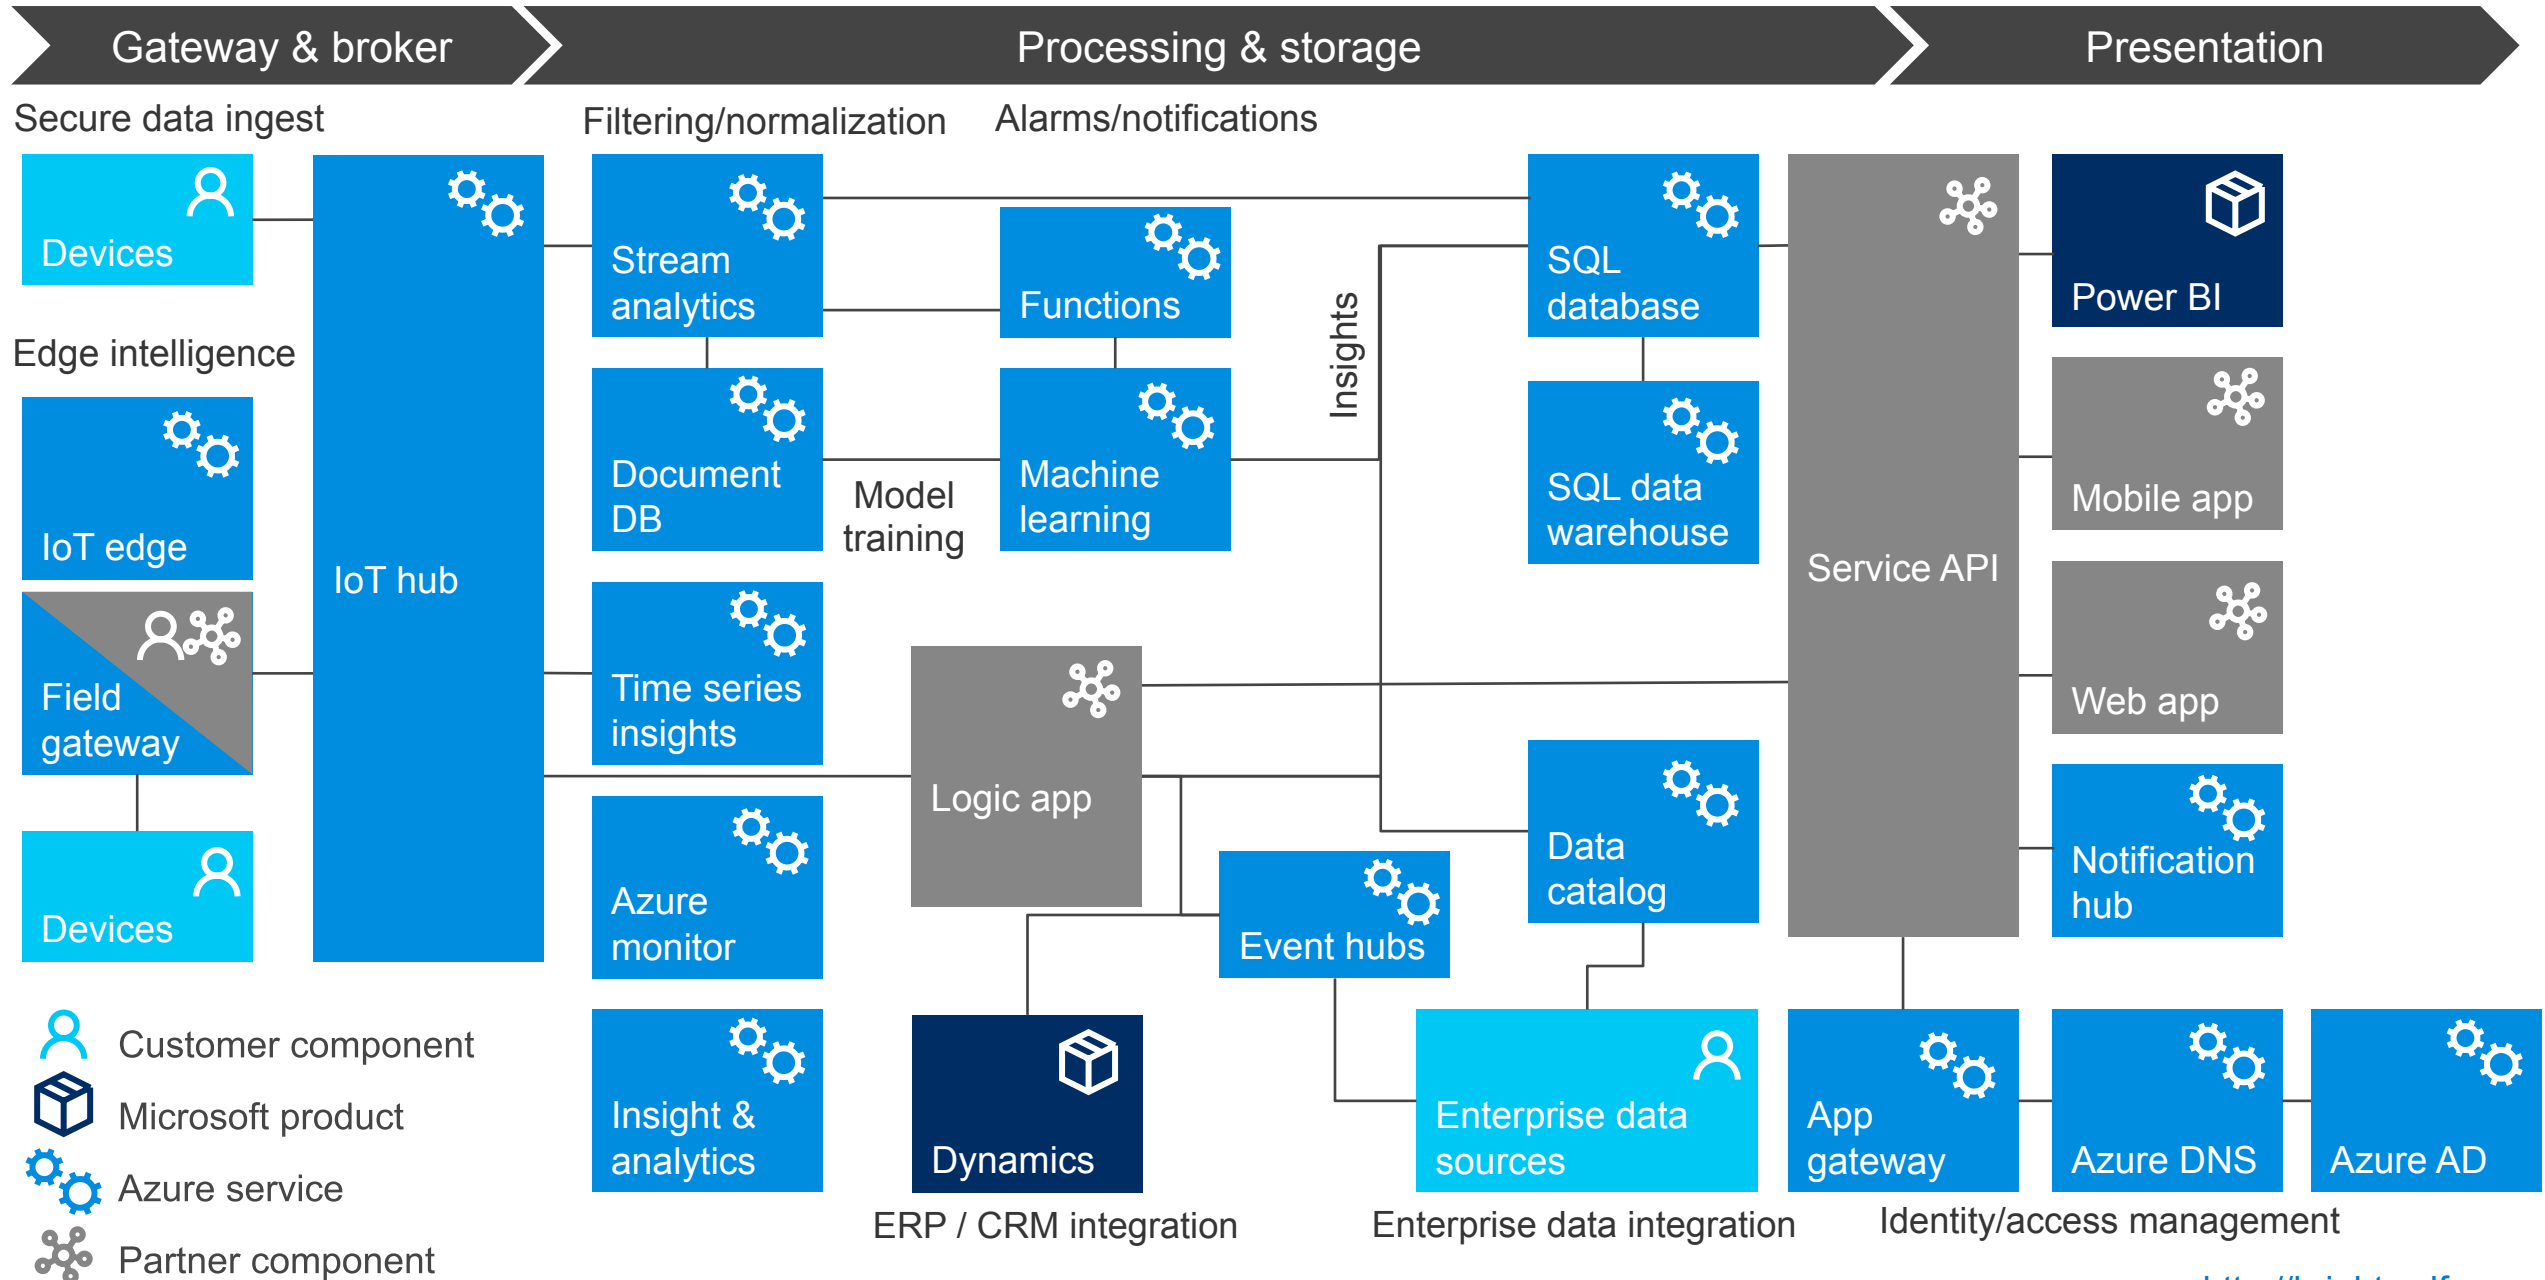 Gateway & broker
Processing & storage
Presentation
Secure data ingest
Filtering/normalization
Alarms/notifications
Devices
Stream
analytics
Functions
SQL
database
Power BI
Edge intelligence
Insights
IoT edge
IoT hub
Document
DB
Model
training
Machine
learning
SQL data
warehouse
Service API
Mobile app
Field
gateway
Time series
insights
Logic app
Web app
Devices
Azure
monitor
Event hubs
Data
catalog
Notification
hub
Customer component
Microsoft product
Azure service
Partner component
Insight &
analytics
Dynamics
Enterprise data
sources
App
gateway
Azure DNS
Azure AD
ERP / CRM integration
Enterprise data integration
Identity/access management